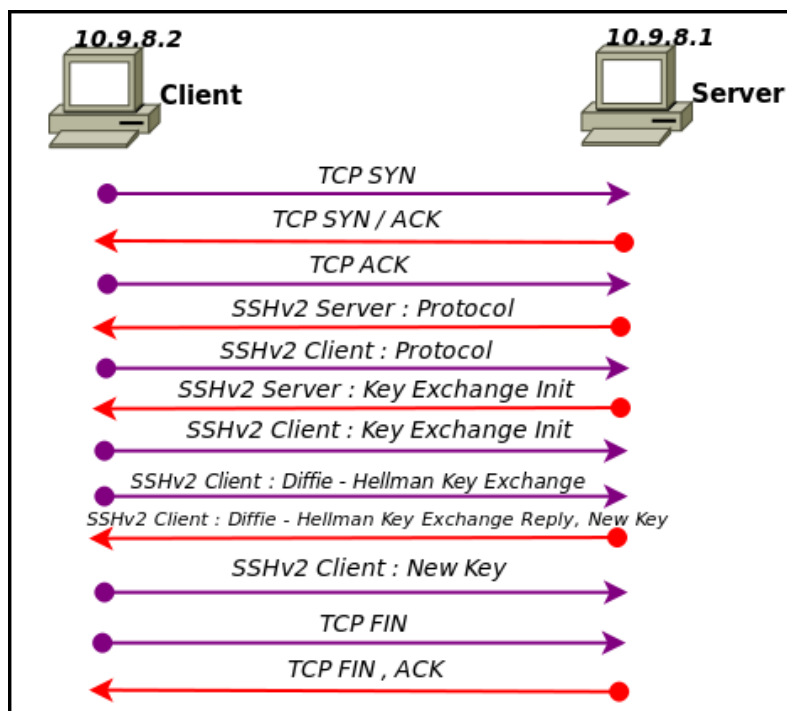 10.9.8.2
10.9.8.1
Client
Server
TCP SYN
TCP SYN / ACK
TCP ACK
SSHv2 Server : Protocol
SSHv2 Client : Protocol
SSHv2 Server : Key Exchange Init
SSHv2 Client : Key Exchange Init
SSHv2 Client : Diffie - Hellman Key Exchange
SSHv2 Client : Diffie - Hellman Key Exchange Reply, New Key
SSHv2 Client : New Key
TCP FIN
TCP FIN , ACK